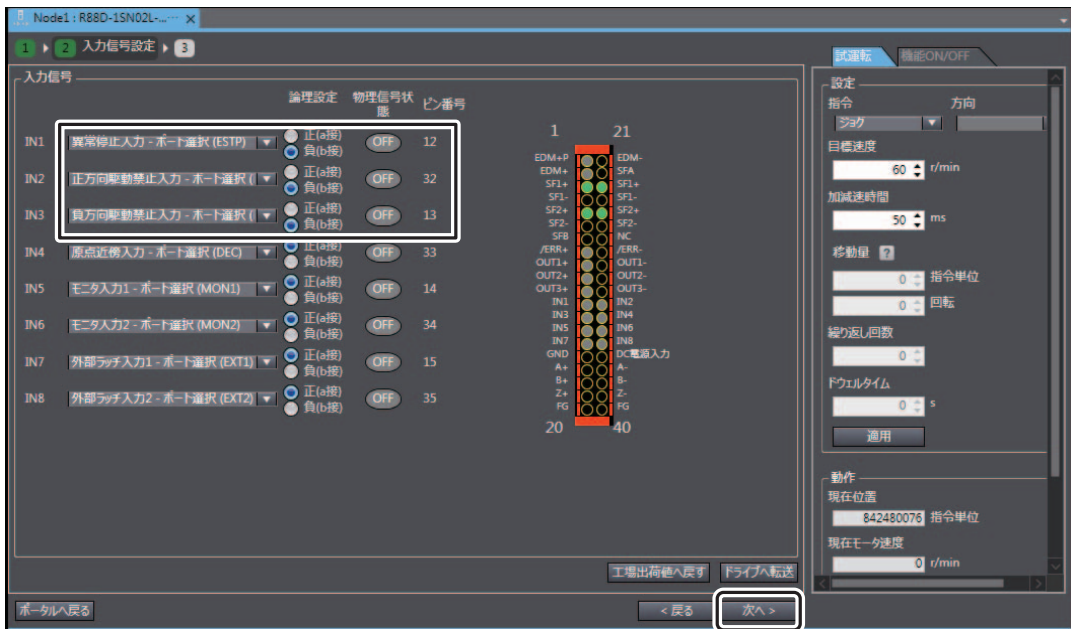 Node1 : R88D-1SN02L-...… ×
1 ▸ 2 入力信号設定 ▸ 3
入力信号
論理設定 物理信号状態 ピン番号
IN1 異常停止入力 - ポート選択 (ESTP) 正(a接) 負(b接) OFF 12
IN2 正方向駆動禁止入力 - ポート選択 ( 正(a接) 負(b接) OFF 32
IN3 負方向駆動禁止入力 - ポート選択 ( 正(a接) 負(b接) OFF 13
IN4 原点近傍入力 - ポート選択 (DEC) 正(a接) 負(b接) OFF 33
IN5 モニタ入力1 - ポート選択 (MON1) 正(a接) 負(b接) OFF 14
IN6 モニタ入力2 - ポート選択 (MON2) 正(a接) 負(b接) OFF 34
IN7 外部ラッチ入力1 - ポート選択 (EXT1) 正(a接) 負(b接) OFF 15
IN8 外部ラッチ入力2 - ポート選択 (EXT2) 正(a接) 負(b接) OFF 35
1 21
EDM+P EDM-
EDM+ SFA
SF1+ SF1+
SF1- SF1-
SF2+ SF2+
SF2- SF2-
SFB NC
/ERR+ /ERR-
OUT1+ OUT1-
OUT2+ OUT2-
OUT3+ OUT3-
IN1 IN2
IN3 IN4
IN5 IN6
IN7 IN8
GND DC電源入力
A+ A-
B+ B-
Z+ Z-
FG FG
20 40
工場出荷値へ戻す ドライブへ転送
ポータルへ戻る < 戻る 次へ >
試運転 機能ON/OFF
設定
指令 方向
ジョグ
目標速度
60 r/min
加減速時間
50 ms
移動量 ?
0 指令単位
0 回転
繰り返し回数
0
ドウェルタイム
0 s
適用
動作
現在位置
842480076 指令単位
現在モータ速度
0 r/min